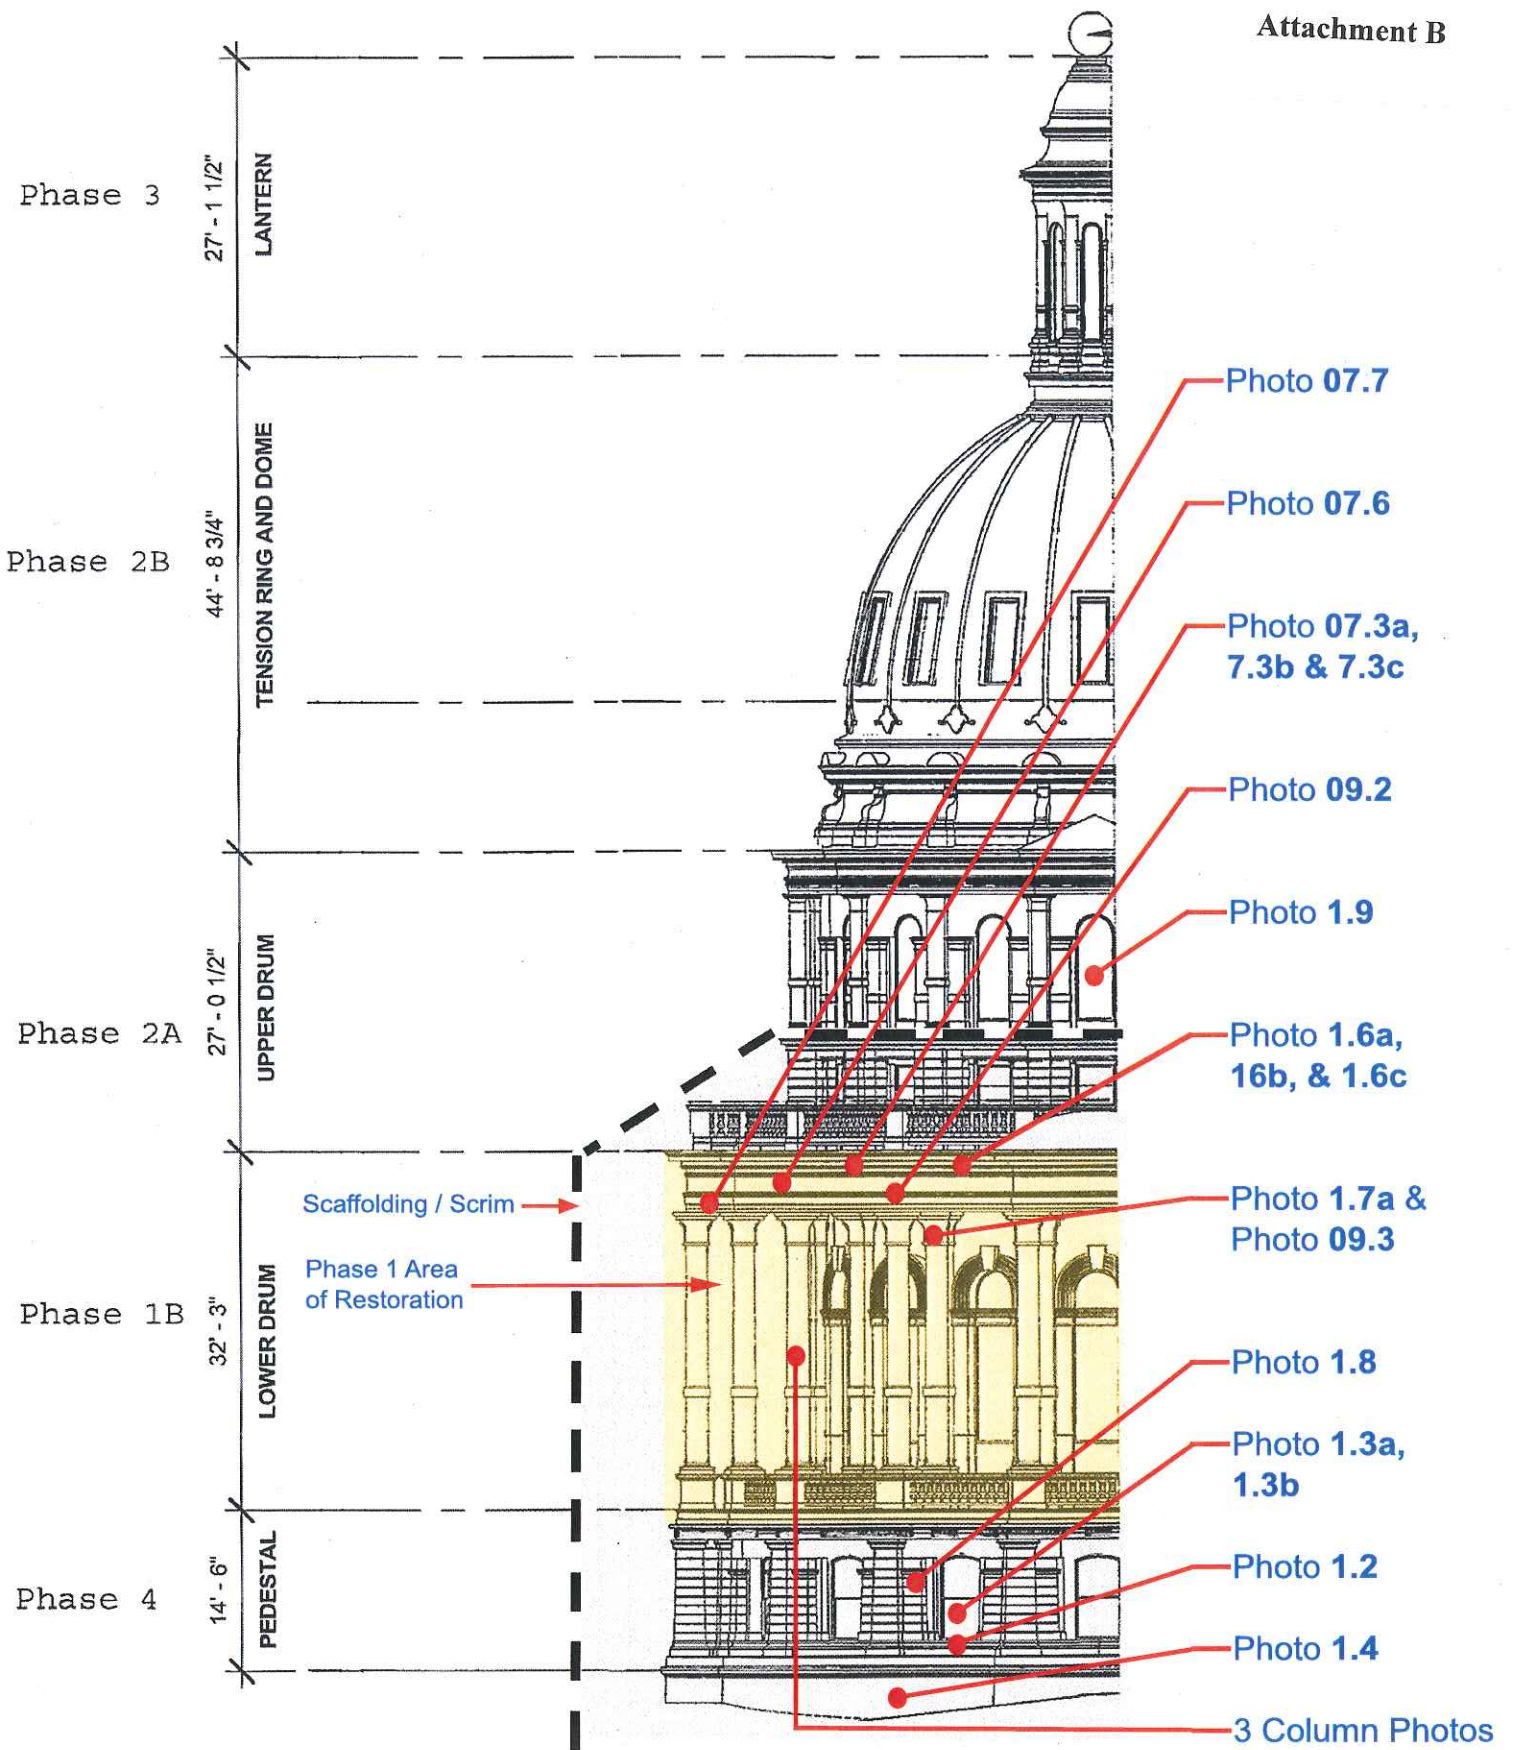 Attachment B
Phase 3
27' - 1 1/2"
LANTERN
Photo 07.7
Phase 2B
44' - 8 3/4"
TENSION RING AND DOME
Photo 07.6
Photo 07.3a,
7.3b & 7.3c
Photo 09.2
Photo 1.9
Phase 2A
27' - 0 1/2"
UPPER DRUM
Photo 1.6a,
16b, & 1.6c
Scaffolding / Scrim
Photo 1.7a &
Photo 09.3
Phase 1 Area
of Restoration
Phase 1B
32' - 3"
LOWER DRUM
Photo 1.8
Photo 1.3a,
1.3b
Phase 4
14' - 6"
PEDESTAL
Photo 1.2
Photo 1.4
3 Column Photos